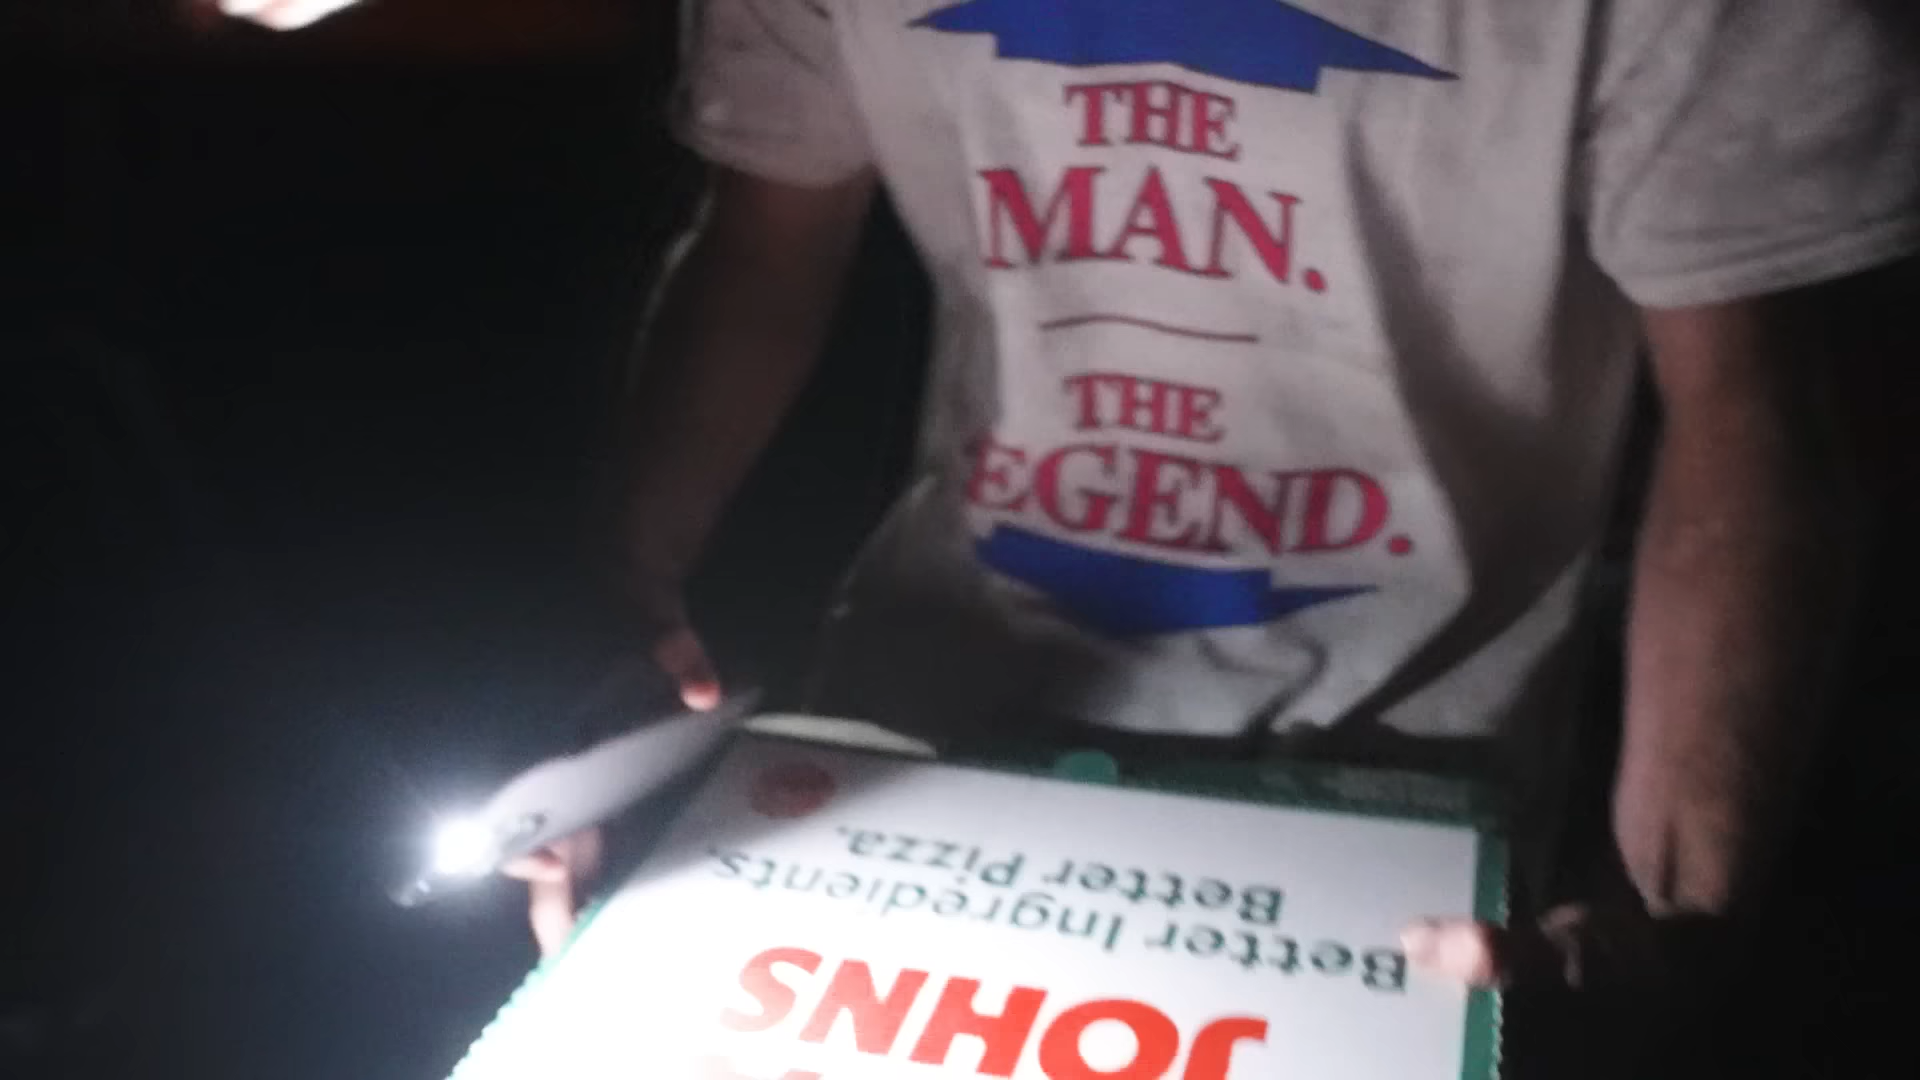 THE
MAN.
THE
EGEND.
Better Pizza.
Better Ingredients.
JOHNS